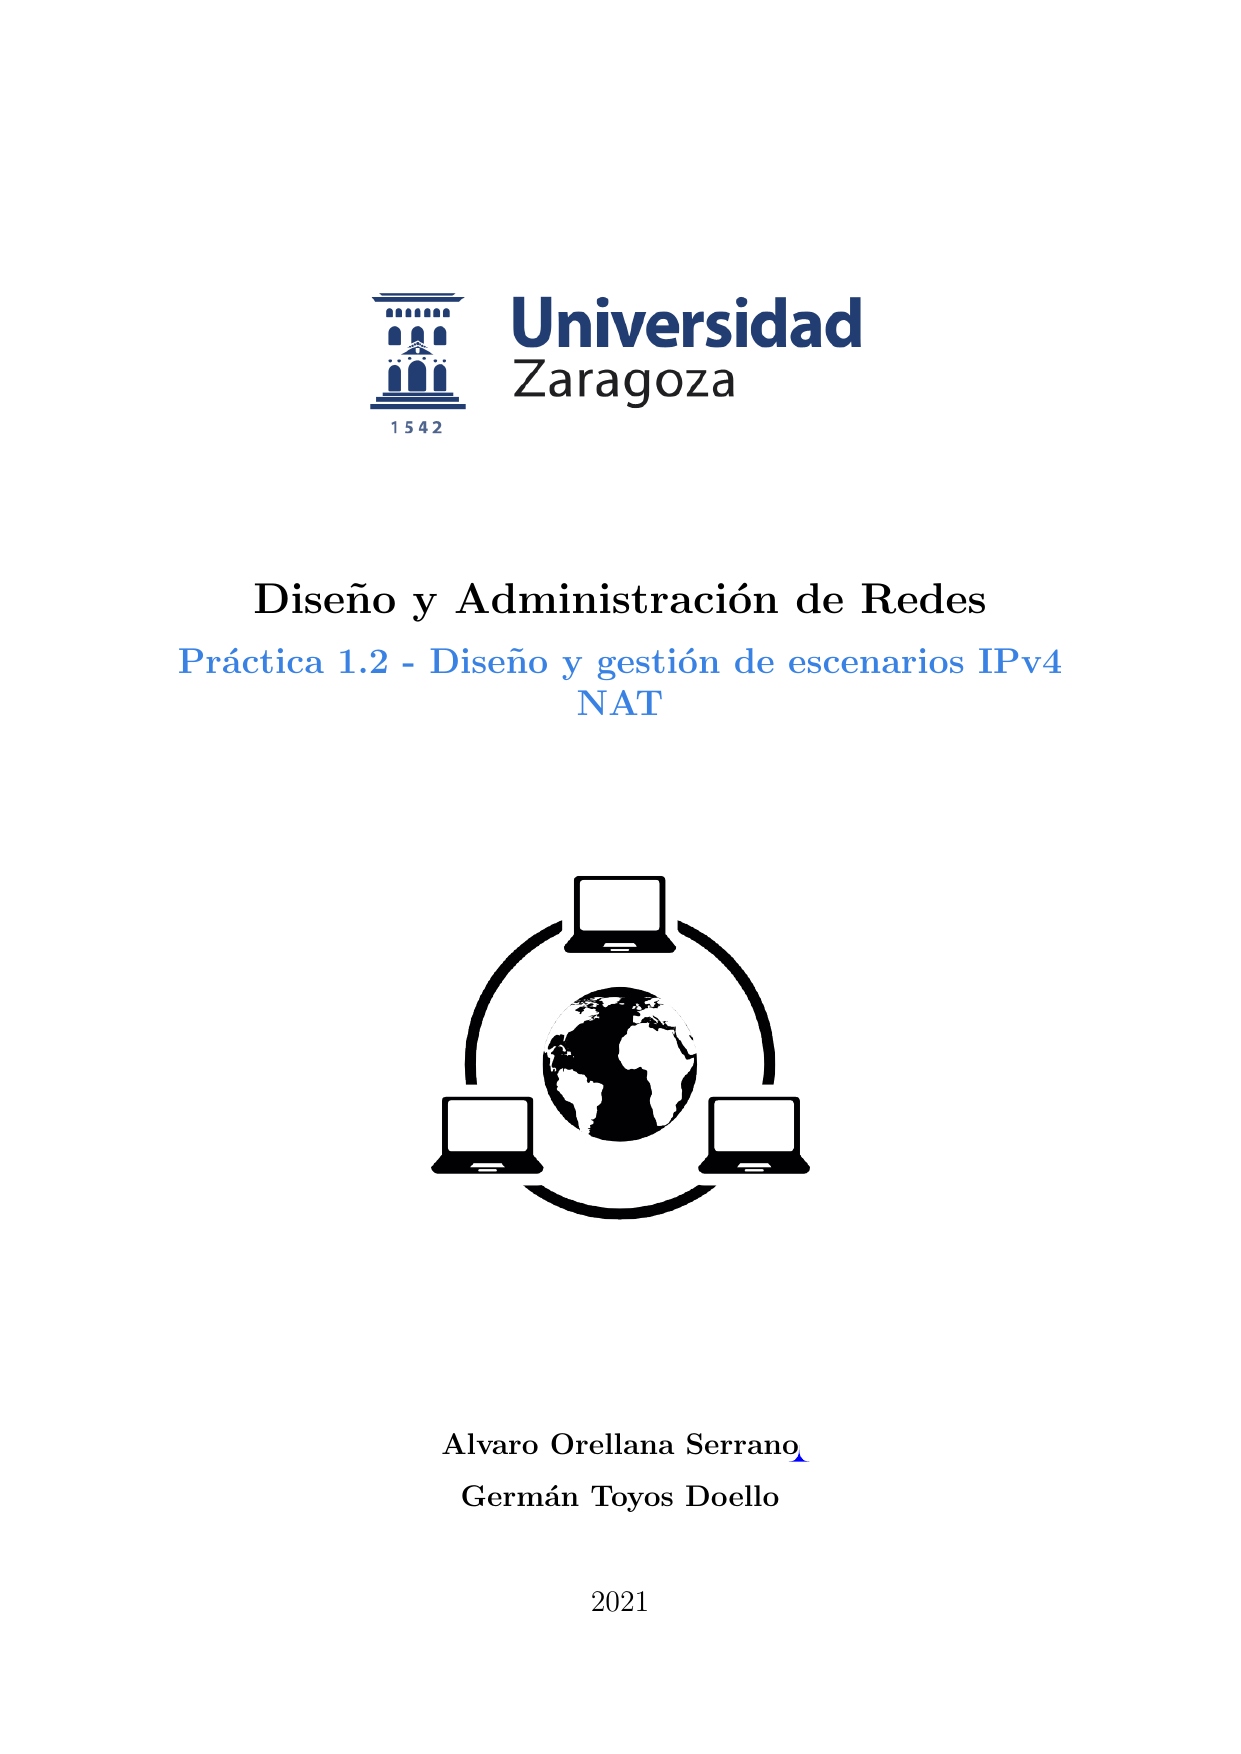 Universidad
Zaragoza
1542
Diseño y Administración de Redes
Práctica 1.2 - Diseño y gestión de escenarios IPv4
NAT
Alvaro Orellana Serrano
Germán Toyos Doello
2021